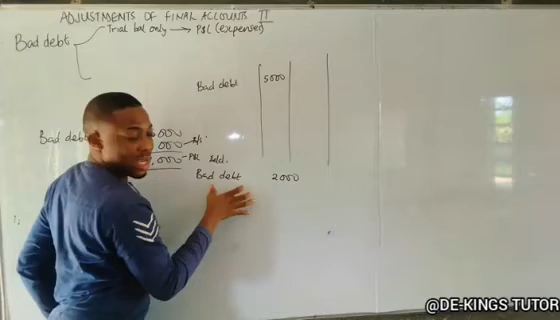 ADJUSTMENTS OF FINAL ACCOUNTS II
Trial bal only → P&L (expenses)
Bad debt
Bad debt 5000
Bad debt
P&L
Bad debt 2000
@DE-KINGS TUTOR